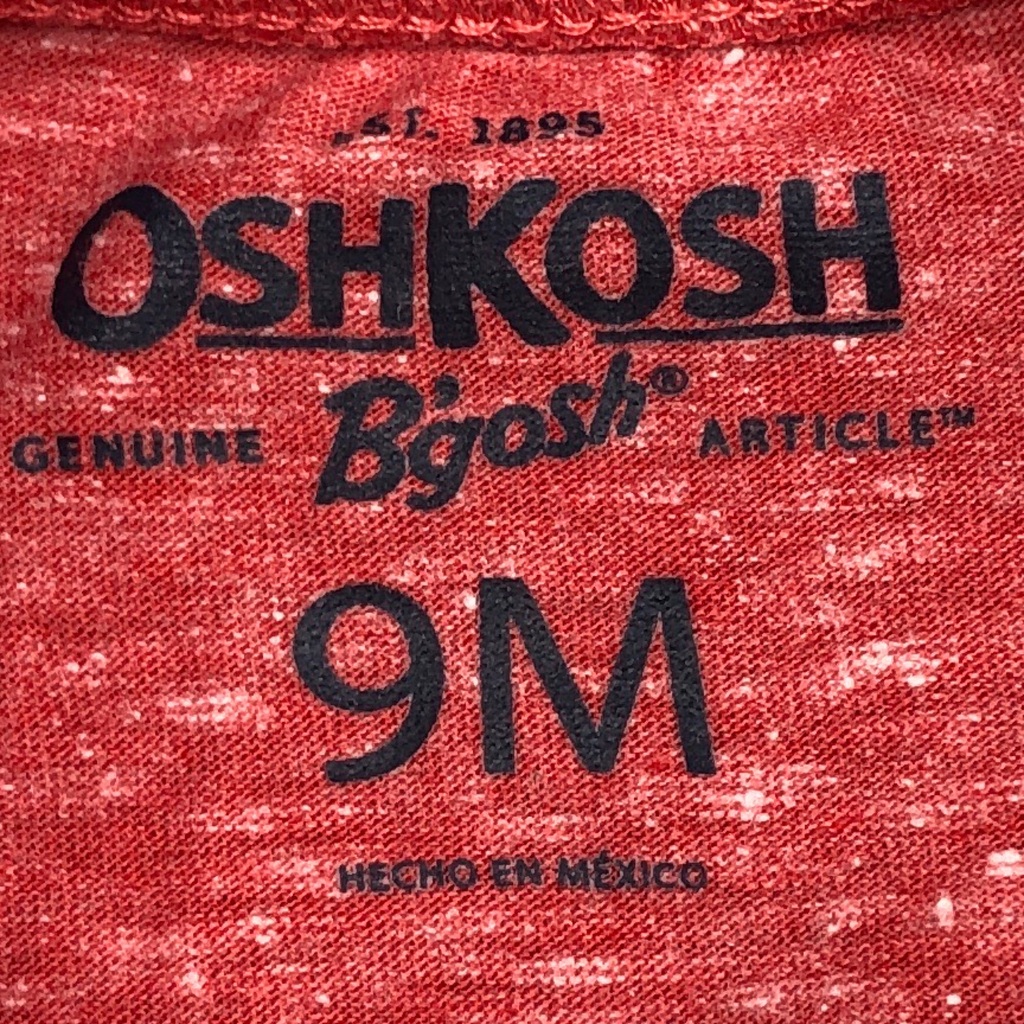 EST. 1895
OSHKOSH
GENUINE B'gosh® ARTICLE™
9M
HECHO EN MÉXICO